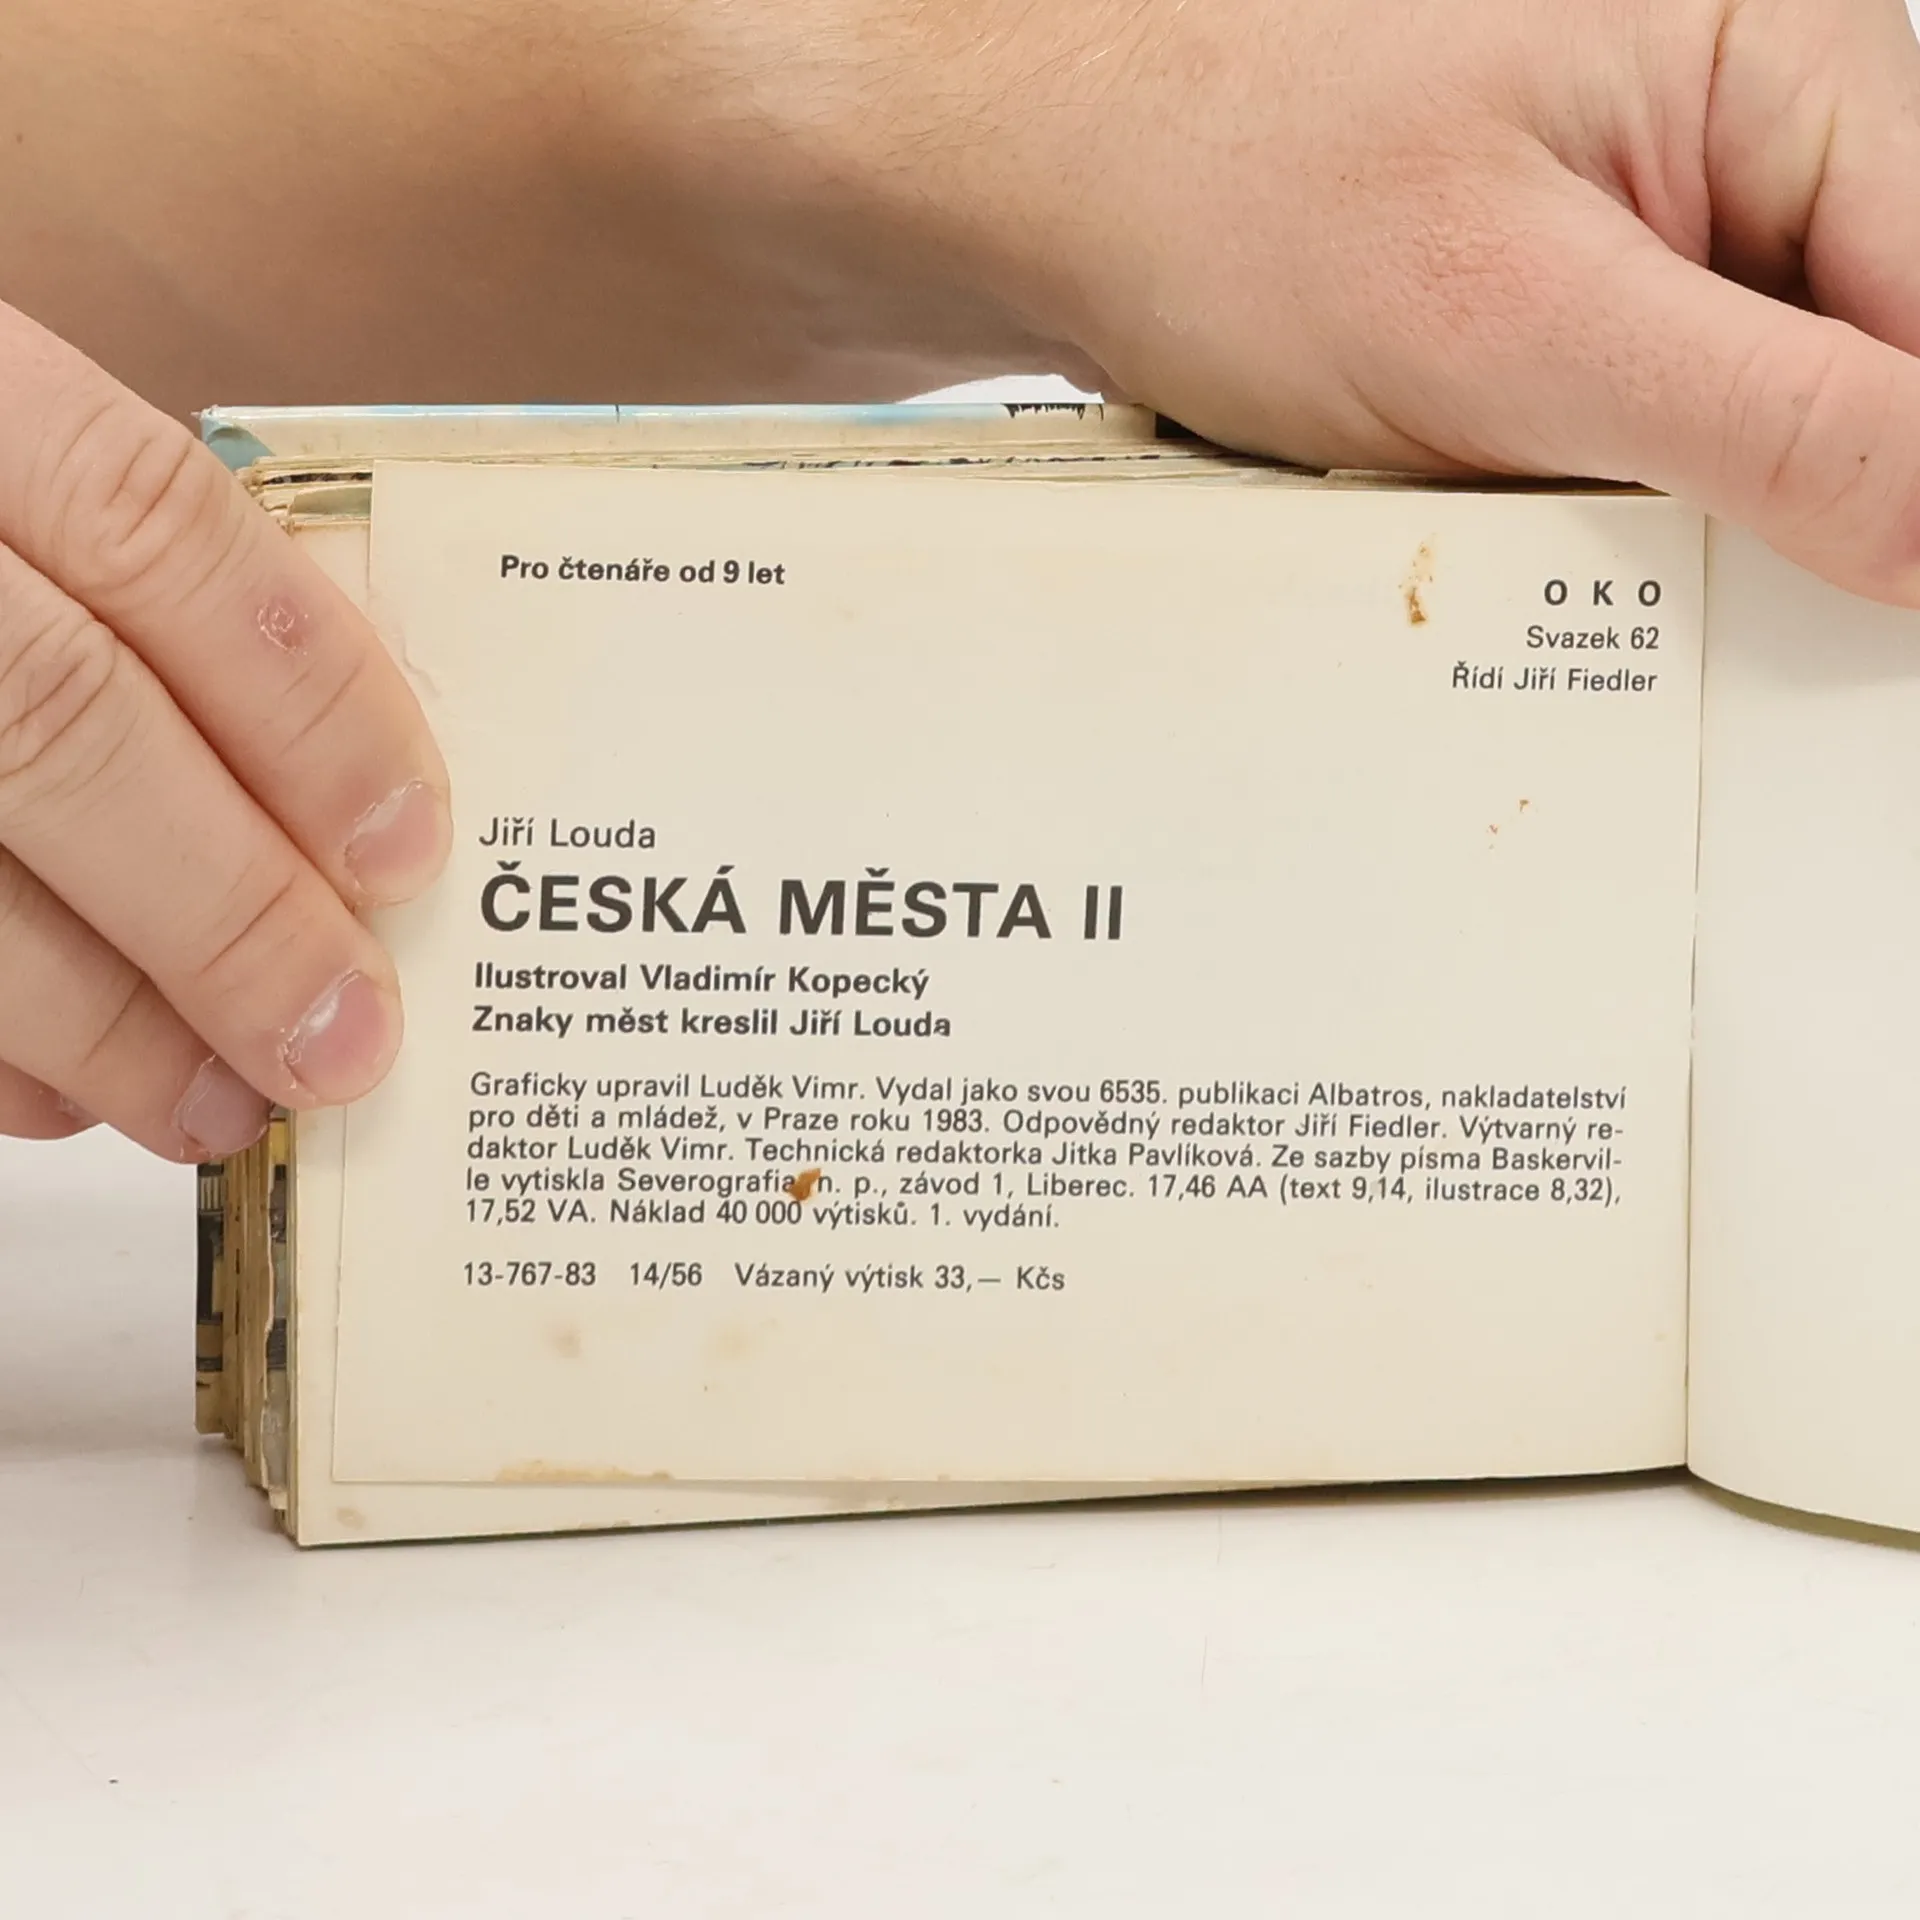 Pro čtenáře od 9 let
O K O
Svazek 62
Řídí Jiří Fiedler
Jiří Louda
ČESKÁ MĚSTA II
Ilustroval Vladimír Kopecký
Znaky měst kreslil Jiří Louda
Graficky upravil Luděk Vimr. Vydal jako svou 6535. publikaci Albatros, nakladatelství
pro děti a mládež, v Praze roku 1983. Odpovědný redaktor Jiří Fiedler. Výtvarný re-
daktor Luděk Vimr. Technická redaktorka Jitka Pavlíková. Ze sazby písma Baskervil-
le vytiskla Severografia, n. p., závod 1, Liberec. 17,46 AA (text 9,14, ilustrace 8,32),
17,52 VA. Náklad 40 000 výtisků. 1. vydání.
13-767-83 14/56 Vázaný výtisk 33,— Kčs